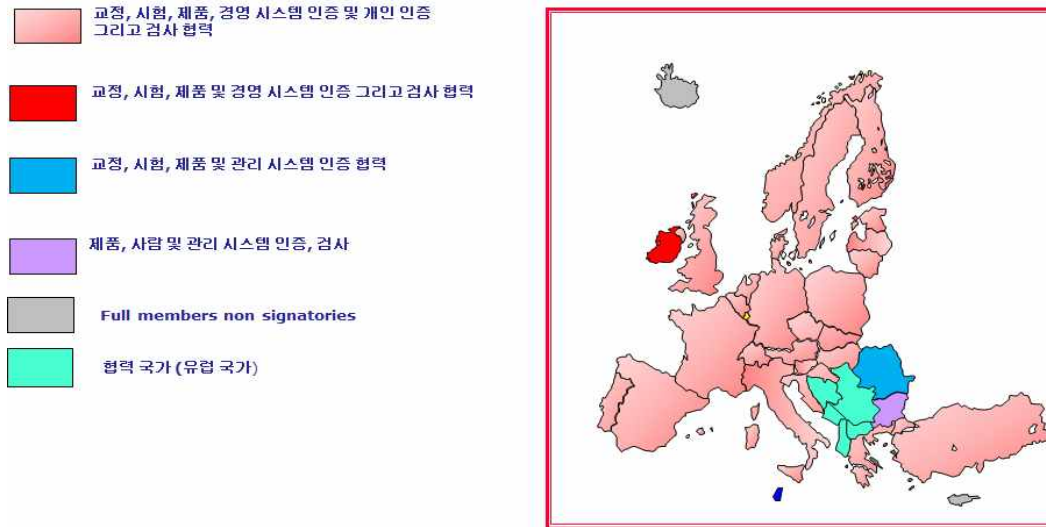 교정, 시험, 제품, 경영 시스템 인증 및 개인 인증
그리고 검사 협력
교정, 시험, 제품 및 경영 시스템 인증 그리고 검사 협력
교정, 시험, 제품 및 관리 시스템 인증 협력
제품, 사람 및 관리 시스템 인증, 검사
Full members non signatories
협력 국가 (유럽 국가)